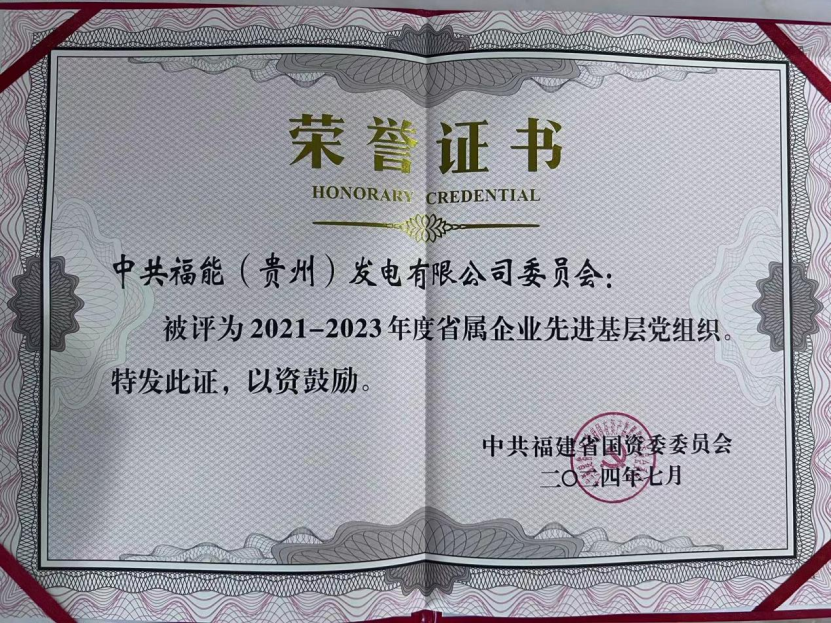 荣誉证书
HONORARY CREDENTIAL
中共福能（贵州）发电有限公司委员会：
被评为2021-2023年度省属企业先进基层党组织。
特发此证，以资鼓励。
中共福建省国资委委员会
二〇二四年七月